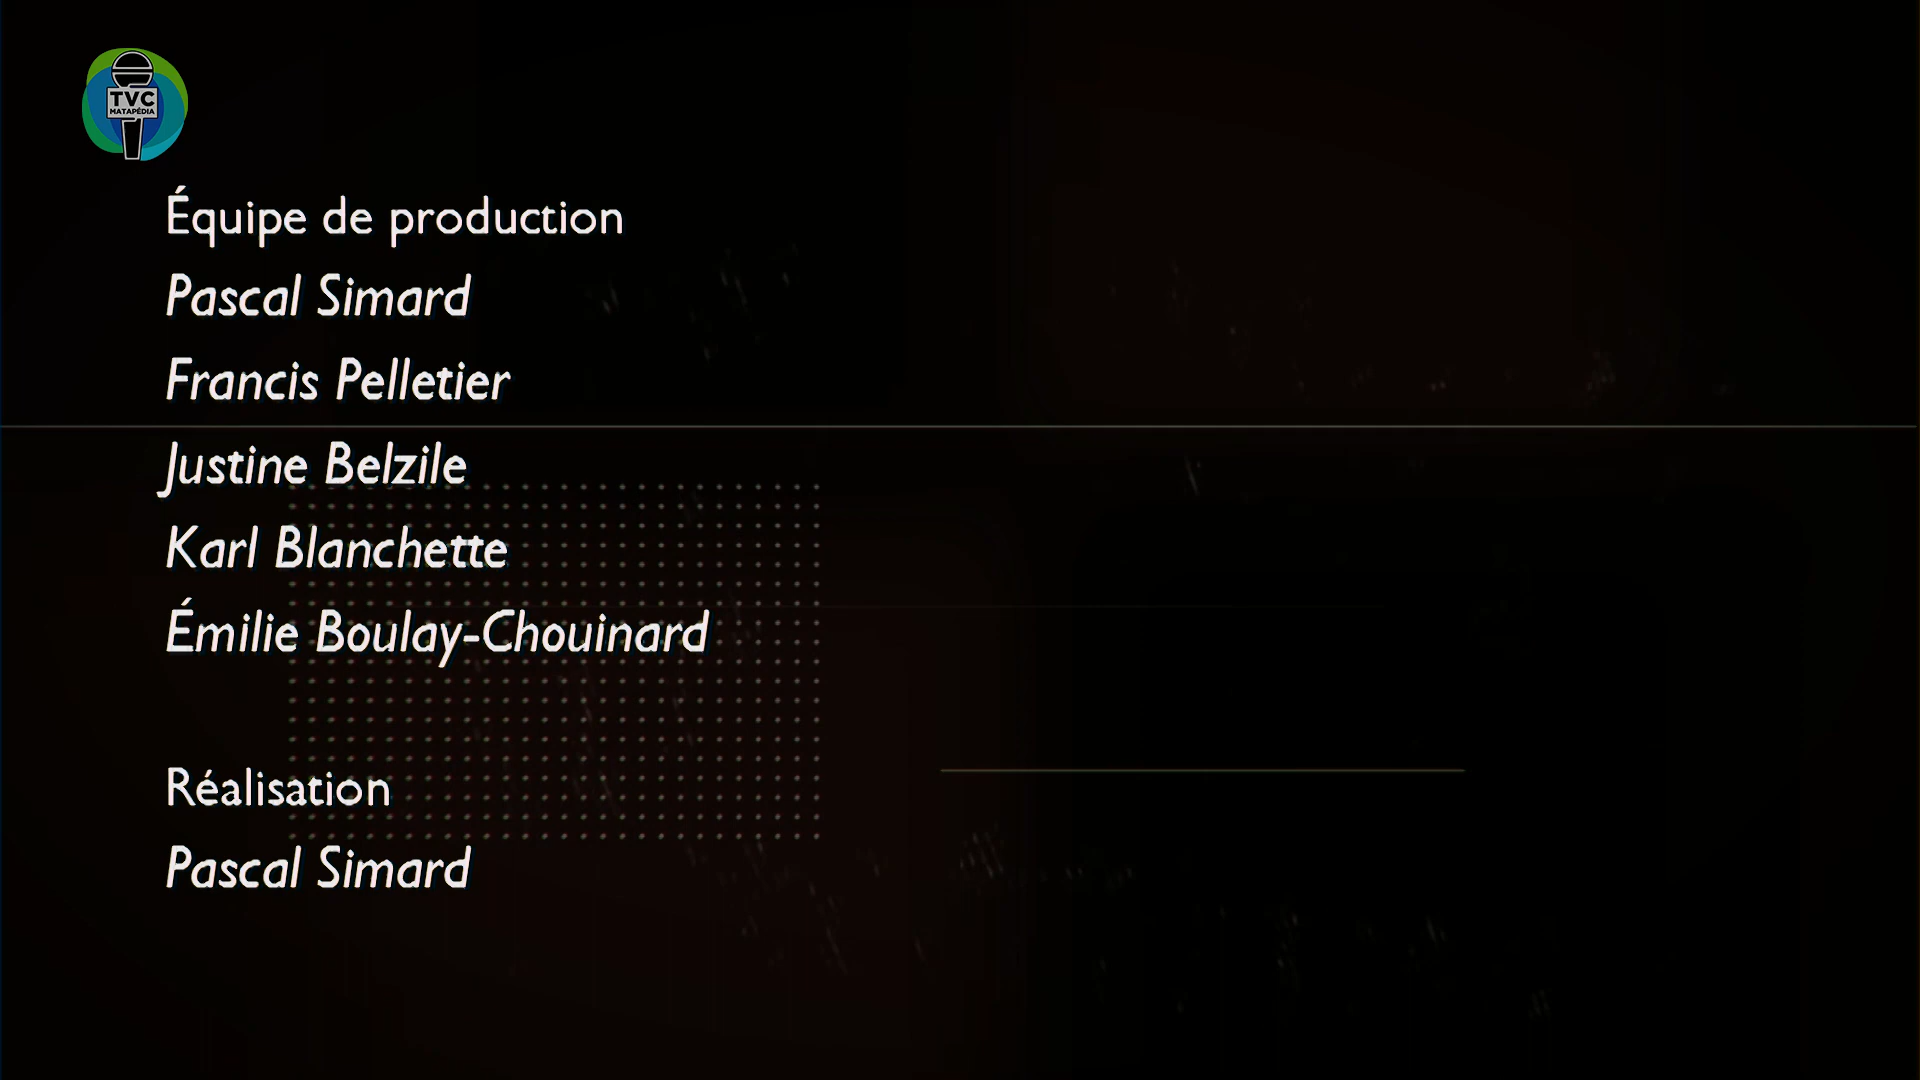 TVC
MATAPÉDIA
Équipe de production
Pascal Simard
Francis Pelletier
Justine Belzile
Karl Blanchette
Émilie Boulay-Chouinard
Réalisation
Pascal Simard